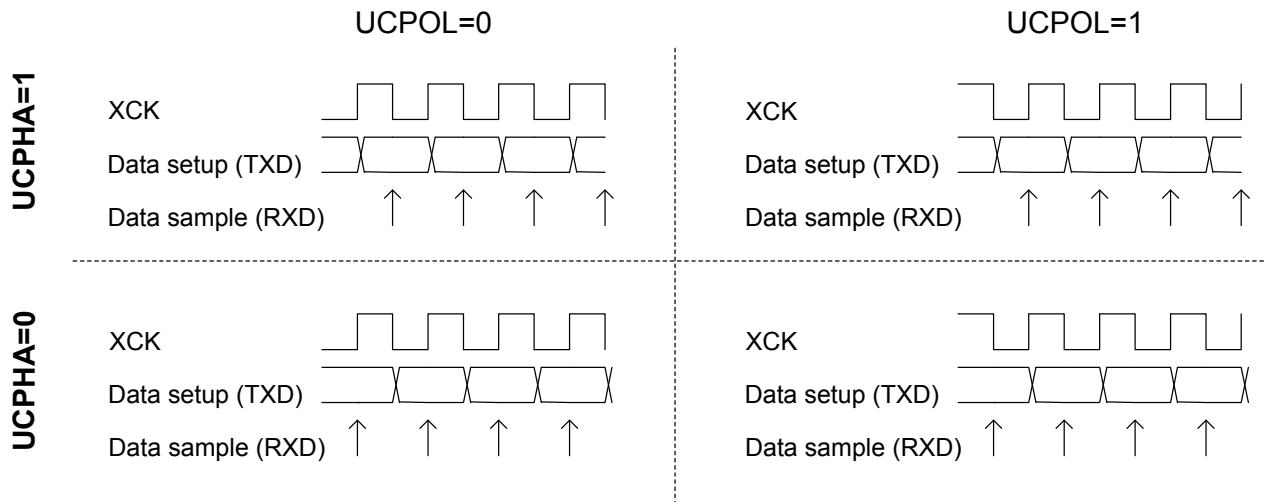 UCPOL=0
UCPOL=1
UCPHA=1
XCK
Data setup (TXD)
Data sample (RXD)
XCK
Data setup (TXD)
Data sample (RXD)
UCPHA=0
XCK
Data setup (TXD)
Data sample (RXD)
XCK
Data setup (TXD)
Data sample (RXD)